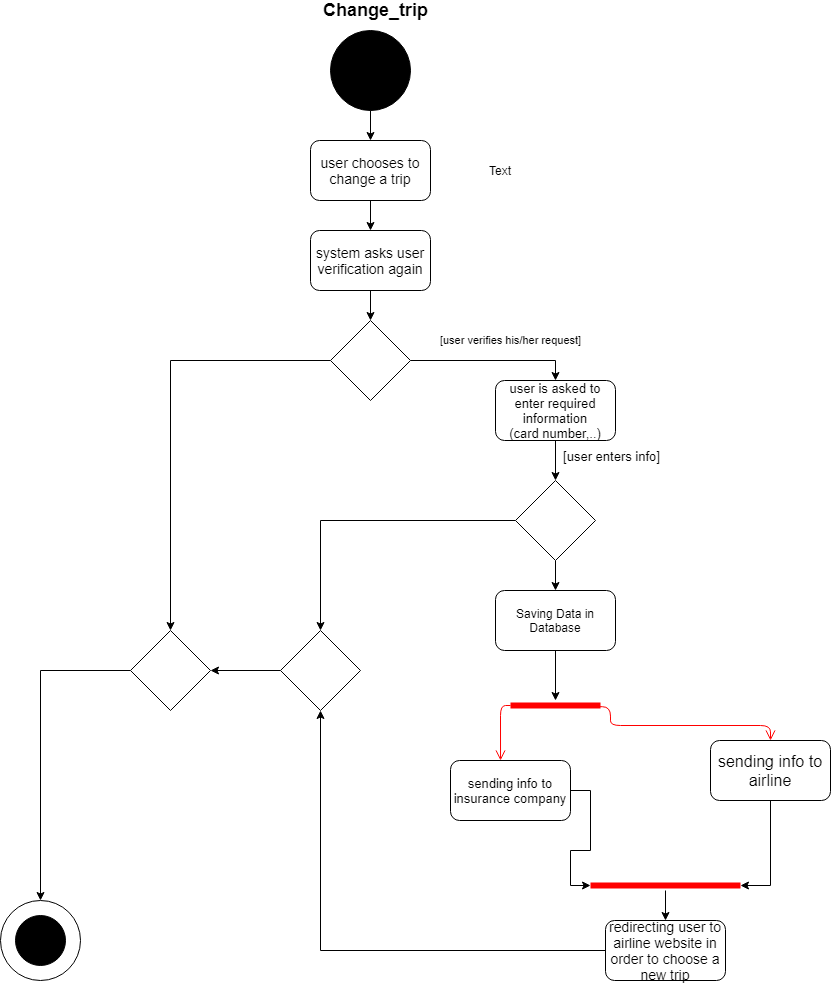 Change_trip
user chooses to
change a trip
Text
system asks user
verification again
[user verifies his/her request]
user is asked to
enter required
information
(card number,..)
[user enters info]
Saving Data in
Database
sending info to
airline
sending info to
insurance company
redirecting user to
airline website in
order to choose a
new trip